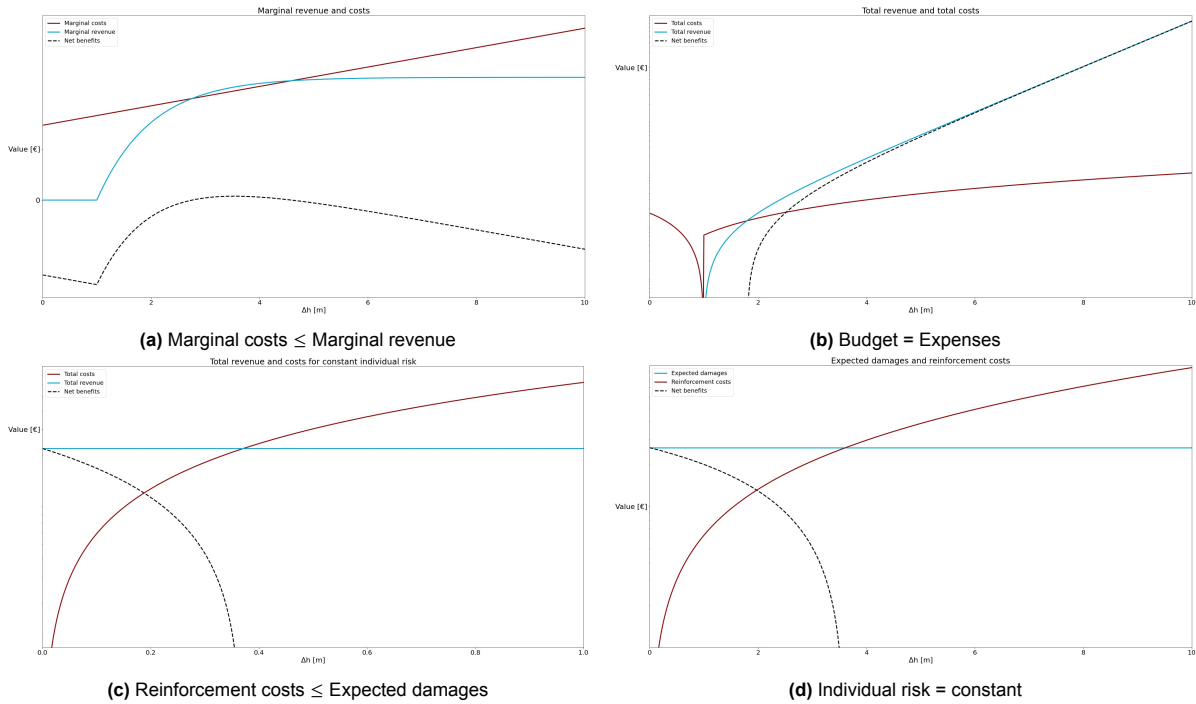 Marginal revenue and costs
Marginal costs
Marginal revenue
Net benefits
Value [€]
0
0 2 4 6 8 10
Δh [m]
(a) Marginal costs ≤ Marginal revenue
Total revenue and total costs
Total costs
Total revenue
Net benefits
Value [€]
0 2 4 6 8 10
Δh [m]
(b) Budget = Expenses
Total revenue and costs for constant individual risk
Total costs
Total revenue
Net benefits
Value [€]
0.0 0.2 0.4 0.6 0.8 1.0
Δh [m]
(c) Reinforcement costs ≤ Expected damages
Expected damages and reinforcement costs
Expected damages
Reinforcement costs
Net benefits
Value [€]
0 2 4 6 8 10
Δh [m]
(d) Individual risk = constant